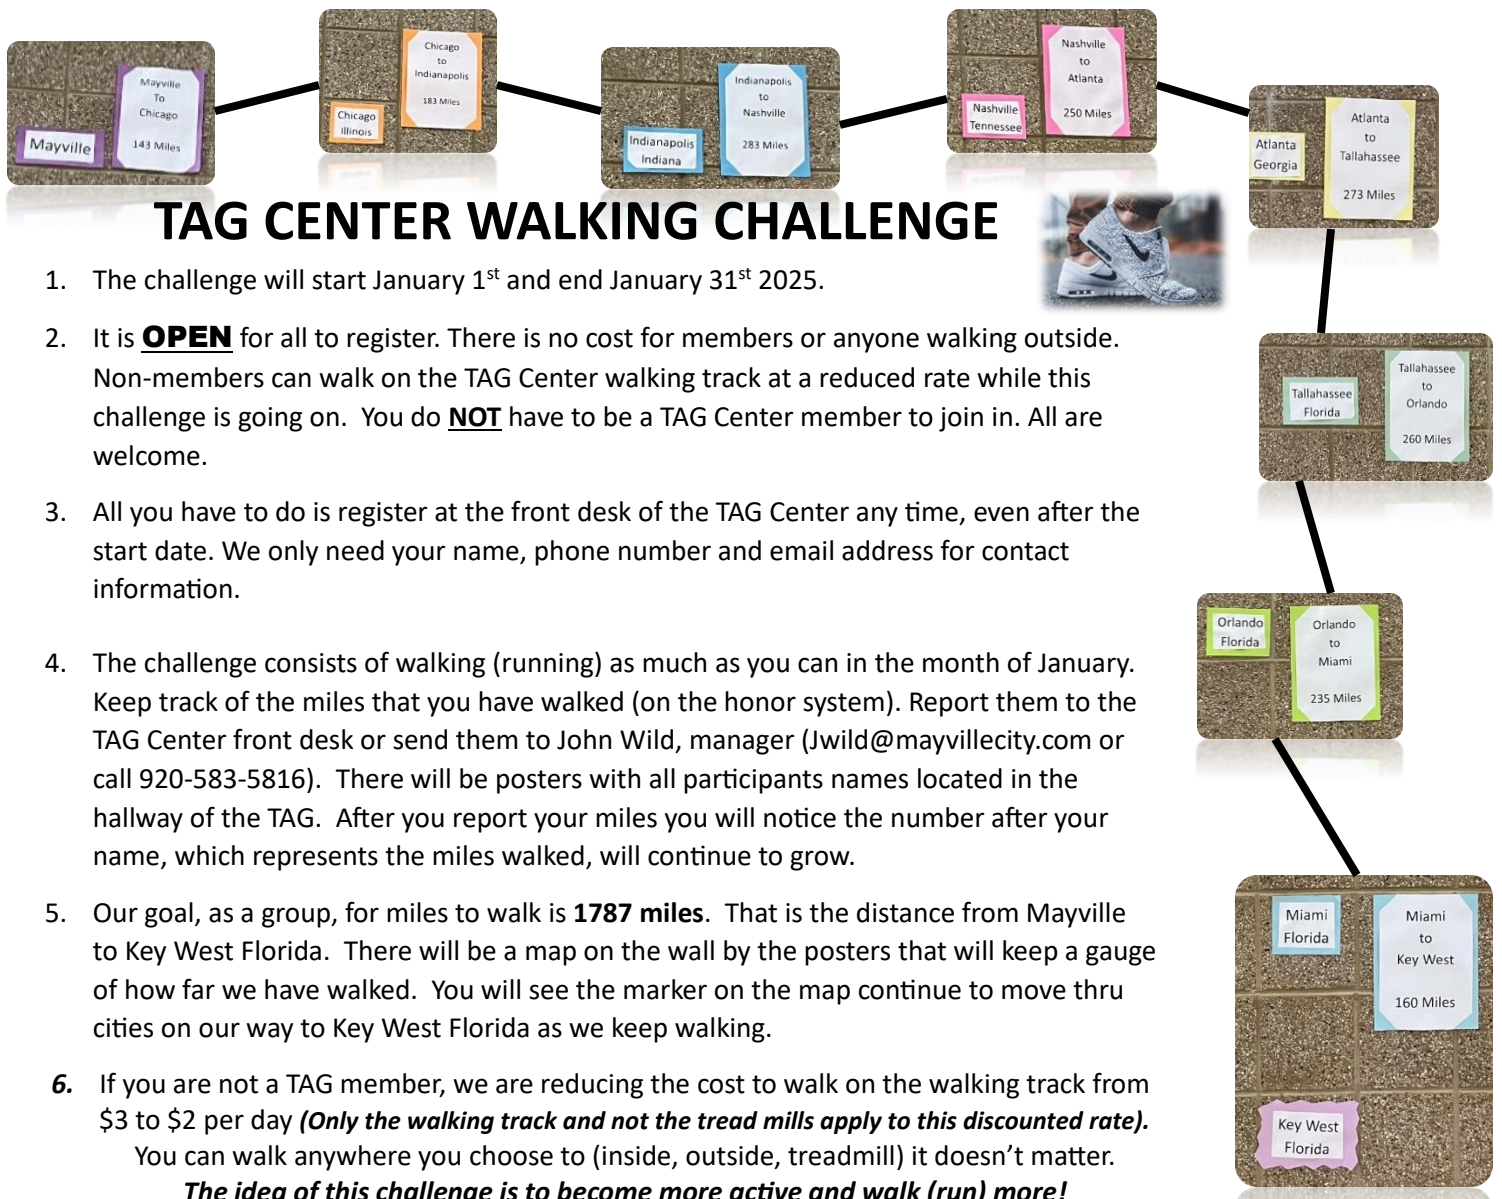 Mayville
Mayville
To
Chicago
143 Miles
Chicago
Illinois
Chicago
to
Indianapolis
183 Miles
Indianapolis
Indiana
Indianapolis
to
Nashville
283 Miles
Nashville
Tennessee
Nashville
to
Atlanta
250 Miles
Atlanta
Georgia
Atlanta
to
Tallahassee
273 Miles
TAG CENTER WALKING CHALLENGE
1. The challenge will start January 1st and end January 31st 2025.
2. It is OPEN for all to register. There is no cost for members or anyone walking outside.
Non-members can walk on the TAG Center walking track at a reduced rate while this
challenge is going on. You do NOT have to be a TAG Center member to join in. All are
welcome.
3. All you have to do is register at the front desk of the TAG Center any time, even after the
start date. We only need your name, phone number and email address for contact
information.
4. The challenge consists of walking (running) as much as you can in the month of January.
Keep track of the miles that you have walked (on the honor system). Report them to the
TAG Center front desk or send them to John Wild, manager (Jwild@mayvillecity.com or
call 920-583-5816). There will be posters with all participants names located in the
hallway of the TAG. After you report your miles you will notice the number after your
name, which represents the miles walked, will continue to grow.
5. Our goal, as a group, for miles to walk is 1787 miles. That is the distance from Mayville
to Key West Florida. There will be a map on the wall by the posters that will keep a gauge
of how far we have walked. You will see the marker on the map continue to move thru
cities on our way to Key West Florida as we keep walking.
6. If you are not a TAG member, we are reducing the cost to walk on the walking track from
$3 to $2 per day (Only the walking track and not the tread mills apply to this discounted rate).
You can walk anywhere you choose to (inside, outside, treadmill) it doesn't matter.
The idea of this challenge is to become more active and walk (run) more!
Tallahassee
Florida
Tallahassee
to
Orlando
260 Miles
Orlando
Florida
Orlando
to
Miami
235 Miles
Miami
Florida
Miami
to
Key West
160 Miles
Key West
Florida